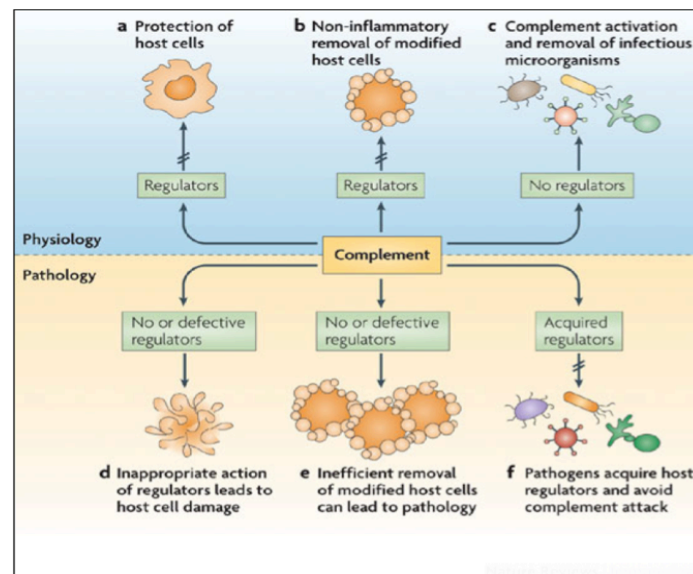 a Protection of
host cells
b Non-inflammatory
removal of modified
host cells
c Complement activation
and removal of infectious
microorganisms
Regulators
Regulators
No regulators
Physiology
Complement
Pathology
No or defective
regulators
No or defective
regulators
Acquired
regulators
d Inappropriate action
of regulators leads to
host cell damage
e Inefficient removal
of modified host cells
can lead to pathology
f Pathogens acquire host
regulators and avoid
complement attack